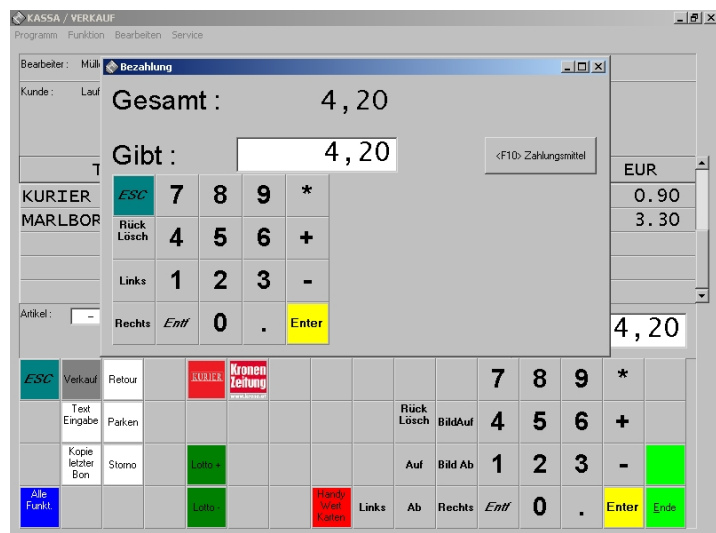 KASSA / VERKAUF
Programm Funktion Bearbeiten Service
Bearbeiter : Müll
Kunde : Lauf
Bezahlung
Gesamt : 4,20
Gibt : 4,20
<F10> Zahlungsmittel
ESC 7 8 9 *
Rück Lösch 4 5 6 +
Links 1 2 3 -
Rechts Entf 0 . Enter
T EUR
KURIER 0.90
MARLBOR 3.30
Artikel : - 4,20
ESC Verkauf Retour KURIER Kronen Zeitung www.krone.at 7 8 9 *
Text Eingabe Parken Rück Lösch BildAuf 4 5 6 +
Kopie letzter Bon Storno Lotto + Auf Bild Ab 1 2 3 -
Alle Funkt. Lotto - Handy Wert Karten Links Ab Rechts Entf 0 . Enter Ende